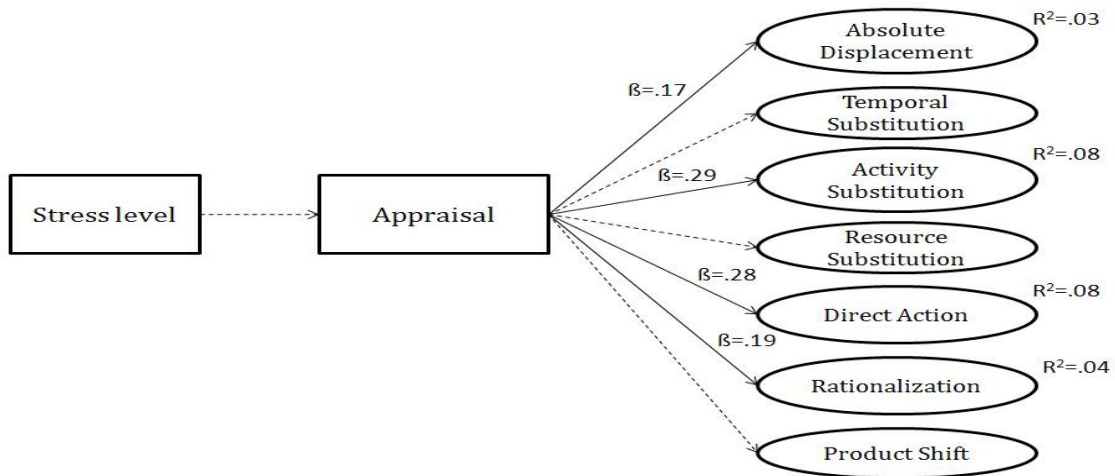 Absolute
Displacement
R²=.03
ß=.17
Temporal
Substitution
Activity
Substitution
R²=.08
ß=.29
Stress level
Appraisal
Resource
Substitution
ß=.28
Direct Action
R²=.08
ß=.19
Rationalization
R²=.04
Product Shift